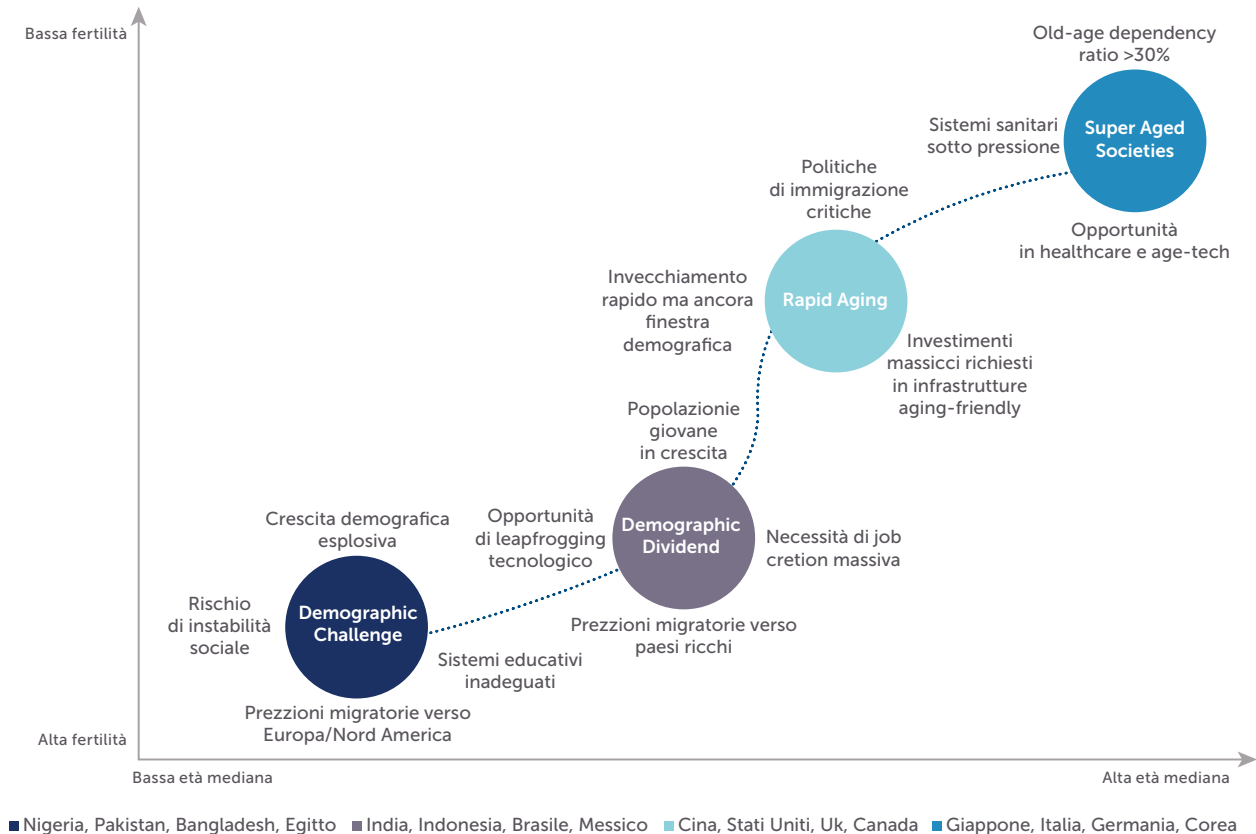 Bassa fertilità
Old-age dependency
ratio >30%
Sistemi sanitari
sotto pressione
Super Aged
Societies
Opportunità
in healthcare e age-tech
Politiche
di immigrazione
critiche
Invecchiamento
rapido ma ancora
finestra
demografica
Rapid Aging
Investimenti
massicci richiesti
in infrastrutture
aging-friendly
Popolazionie
giovane
in crescita
Opportunità
di leapfrogging
tecnologico
Demographic
Dividend
Necessità di job
cretion massiva
Prezzioni migratorie verso
paesi ricchi
Crescita demografica
esplosiva
Rischio
di instabilità
sociale
Demographic
Challenge
Sistemi educativi
inadeguati
Prezzioni migratorie verso
Europa/Nord America
Alta fertilità
Bassa età mediana
Alta età mediana
Nigeria, Pakistan, Bangladesh, Egitto India, Indonesia, Brasile, Messico Cina, Stati Uniti, Uk, Canada Giappone, Italia, Germania, Corea